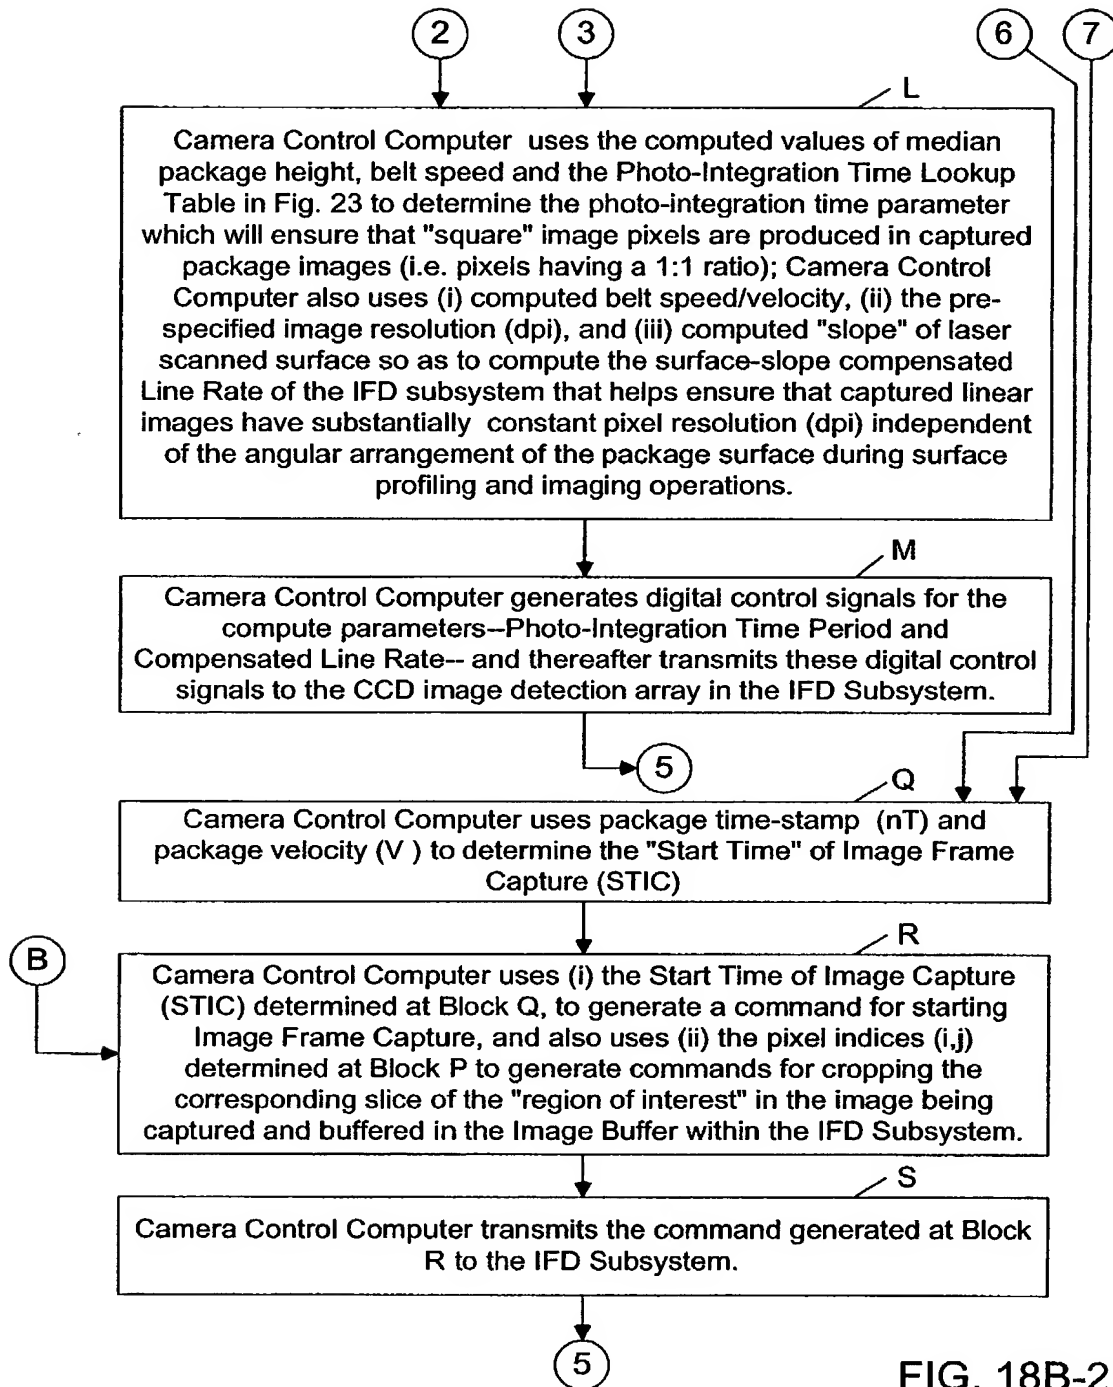 2 3 6 7
L
Camera Control Computer uses the computed values of median
package height, belt speed and the Photo-Integration Time Lookup
Table in Fig. 23 to determine the photo-integration time parameter
which will ensure that "square" image pixels are produced in captured
package images (i.e. pixels having a 1:1 ratio); Camera Control
Computer also uses (i) computed belt speed/velocity, (ii) the pre-
specified image resolution (dpi), and (iii) computed "slope" of laser
scanned surface so as to compute the surface-slope compensated
Line Rate of the IFD subsystem that helps ensure that captured linear
images have substantially constant pixel resolution (dpi) independent
of the angular arrangement of the package surface during surface
profiling and imaging operations.
M
Camera Control Computer generates digital control signals for the
compute parameters--Photo-Integration Time Period and
Compensated Line Rate-- and thereafter transmits these digital control
signals to the CCD image detection array in the IFD Subsystem.
5
Q
Camera Control Computer uses package time-stamp (nT) and
package velocity (V ) to determine the "Start Time" of Image Frame
Capture (STIC)
R
B
Camera Control Computer uses (i) the Start Time of Image Capture
(STIC) determined at Block Q, to generate a command for starting
Image Frame Capture, and also uses (ii) the pixel indices (i,j)
determined at Block P to generate commands for cropping the
corresponding slice of the "region of interest" in the image being
captured and buffered in the Image Buffer within the IFD Subsystem.
S
Camera Control Computer transmits the command generated at Block
R to the IFD Subsystem.
5
FIG. 18B-2